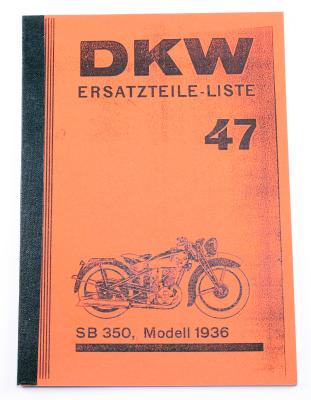 DKW
ERSATZTEILE-LISTE
47
SB 350, Modell 1936